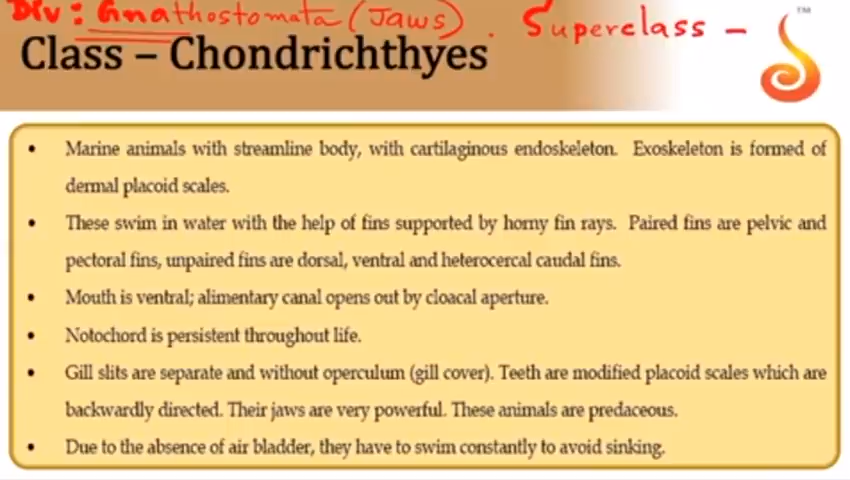 Div: Gnathostomata (Jaws). Superclass -
TM
Class – Chondrichthyes
• Marine animals with streamline body, with cartilaginous endoskeleton. Exoskeleton is formed of
dermal placoid scales.
• These swim in water with the help of fins supported by horny fin rays. Paired fins are pelvic and
pectoral fins, unpaired fins are dorsal, ventral and heterocercal caudal fins.
• Mouth is ventral; alimentary canal opens out by cloacal aperture.
• Notochord is persistent throughout life.
• Gill slits are separate and without operculum (gill cover). Teeth are modified placoid scales which are
backwardly directed. Their jaws are very powerful. These animals are predaceous.
• Due to the absence of air bladder, they have to swim constantly to avoid sinking.